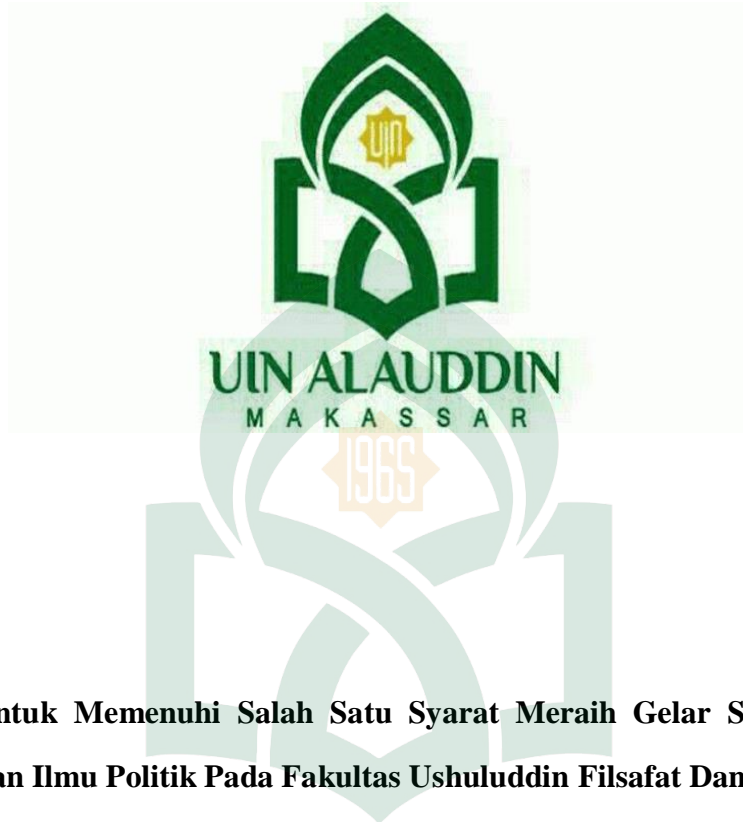 Ujn
UIN ALAUDDIN
MAKASSAR
1965
ntuk Memenuhi Salah Satu Syarat Meraih Gelar S
an Ilmu Politik Pada Fakultas Ushuluddin Filsafat Dan